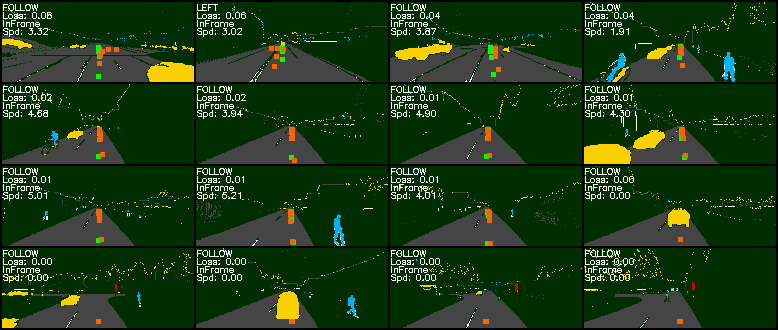 FOLLOW
Loss: 0.06
InFrame
Spd: 3.32
LEFT
Loss: 0.06
InFrame
Spd: 3.02
FOLLOW
Loss: 0.04
InFrame
Spd: 3.87
FOLLOW
Loss: 0.04
InFrame
Spd: 1.91
FOLLOW
Loss: 0.02
InFrame
Spd: 4.68
FOLLOW
Loss: 0.02
InFrame
Spd: 3.94
FOLLOW
Loss: 0.01
InFrame
Spd: 4.90
FOLLOW
Loss: 0.01
InFrame
Spd: 4.30
FOLLOW
Loss: 0.01
InFrame
Spd: 5.01
FOLLOW
Loss: 0.01
InFrame
Spd: 5.21
FOLLOW
Loss: 0.01
InFrame
Spd: 4.01
FOLLOW
Loss: 0.00
InFrame
Spd: 0.00
FOLLOW
Loss: 0.00
InFrame
Spd: 0.00
FOLLOW
Loss: 0.00
InFrame
Spd: 0.00
FOLLOW
Loss: 0.00
InFrame
Spd: 0.00
FOLLOW
Loss: 0.00
InFrame
Spd: 0.00